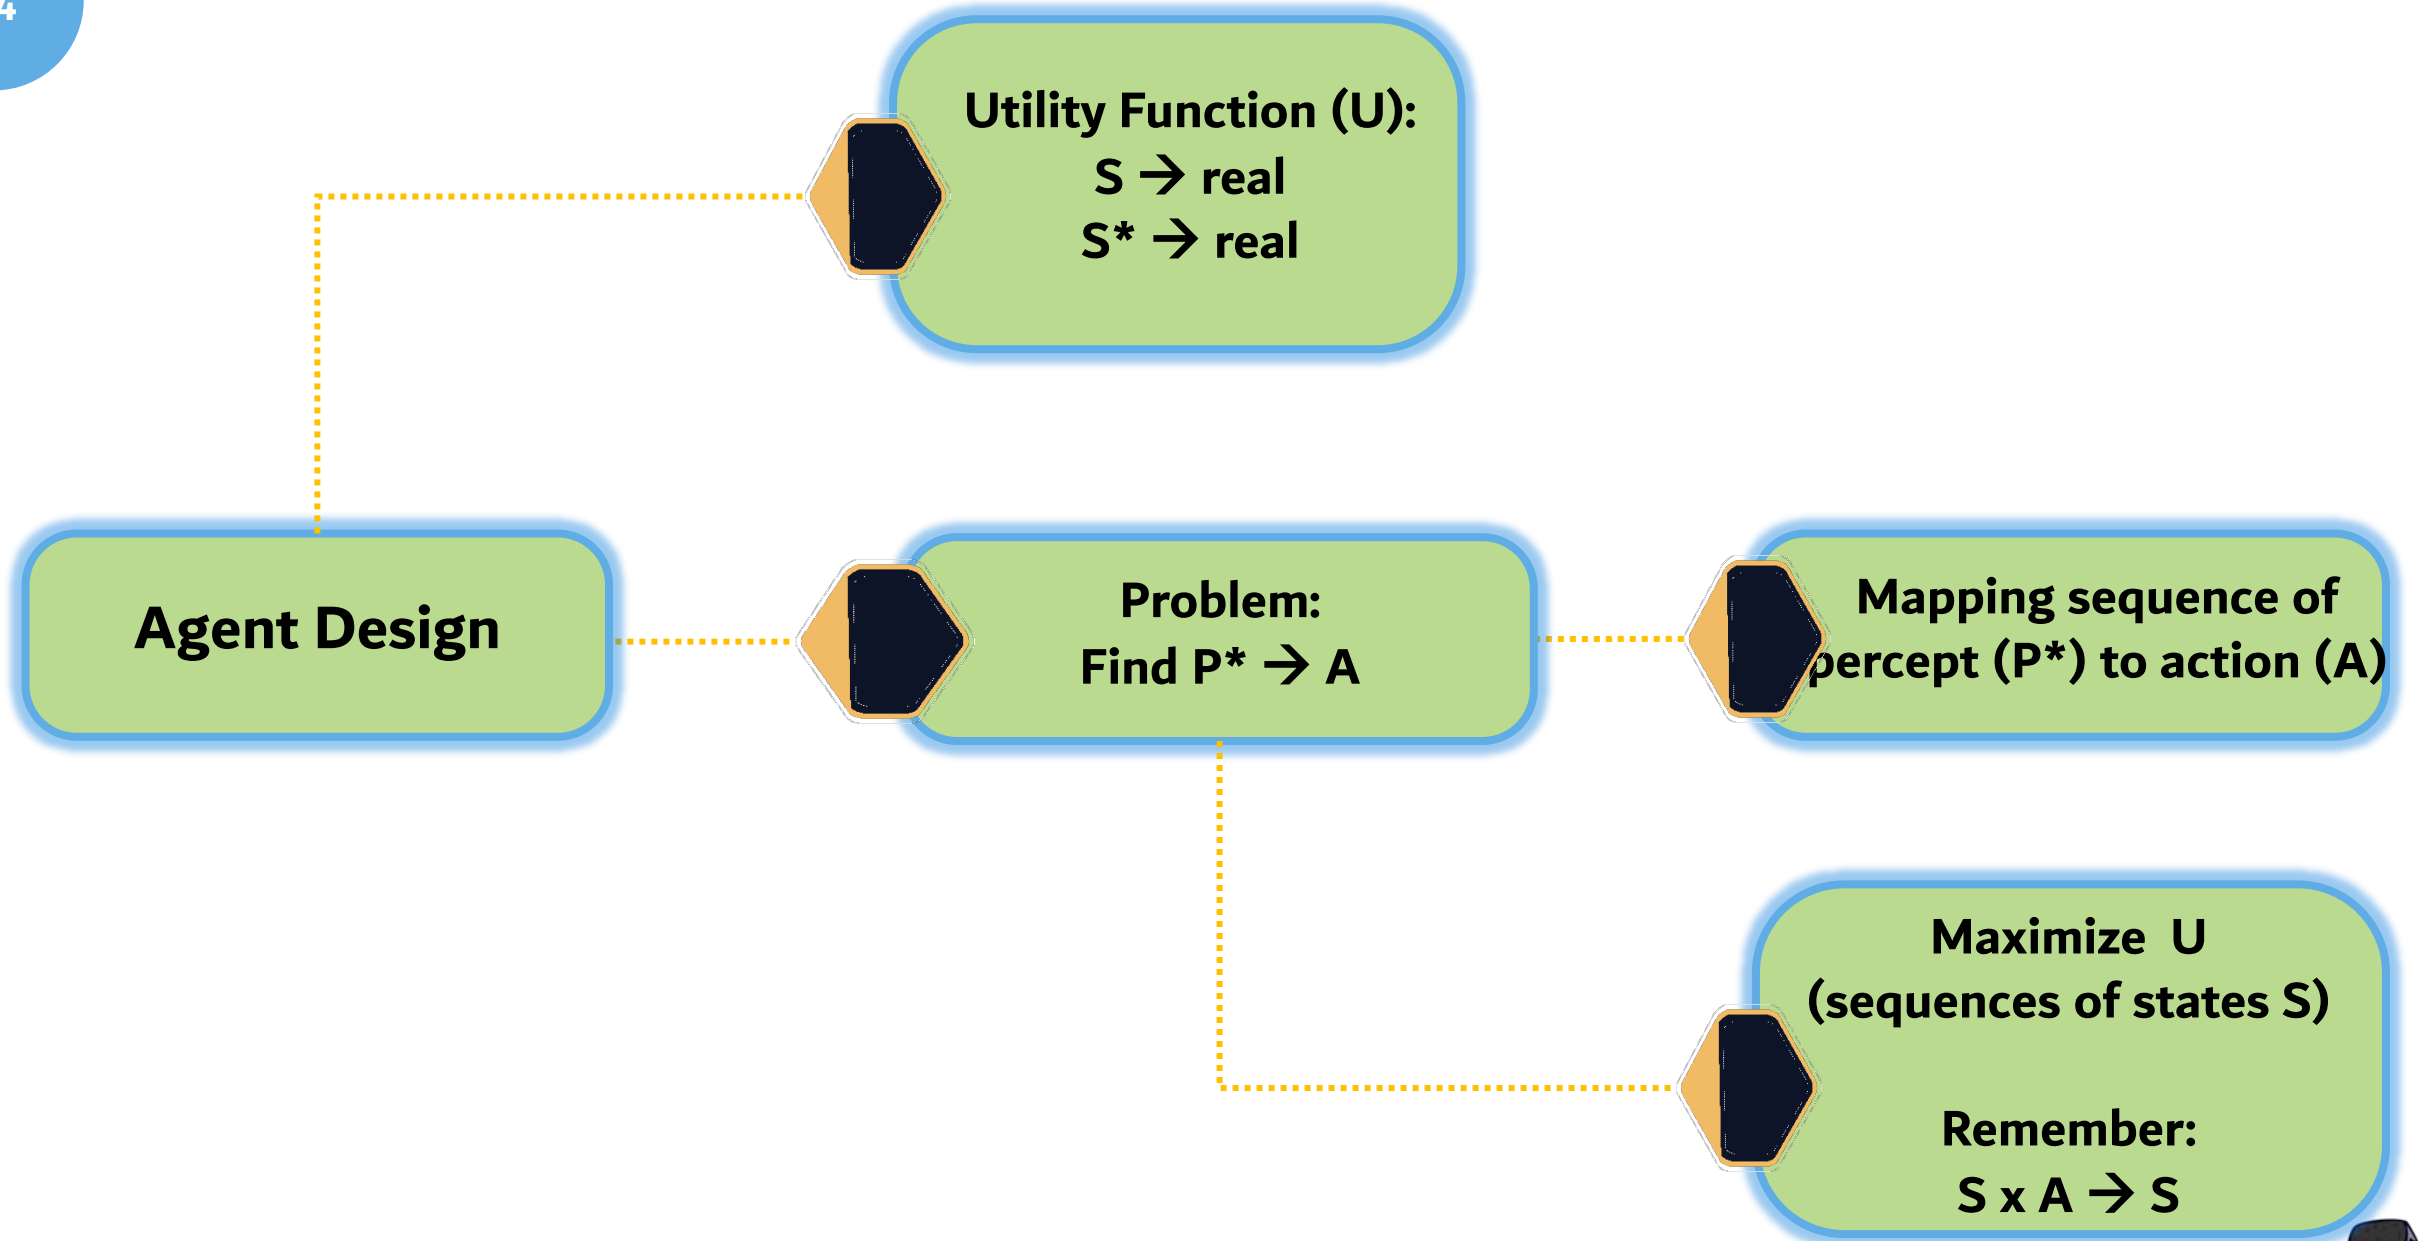 4
Utility Function (U):
S → real
S* → real
Agent Design
Problem:
Find P* → A
Mapping sequence of
percept (P*) to action (A)
Maximize U
(sequences of states S)
Remember:
S x A → S